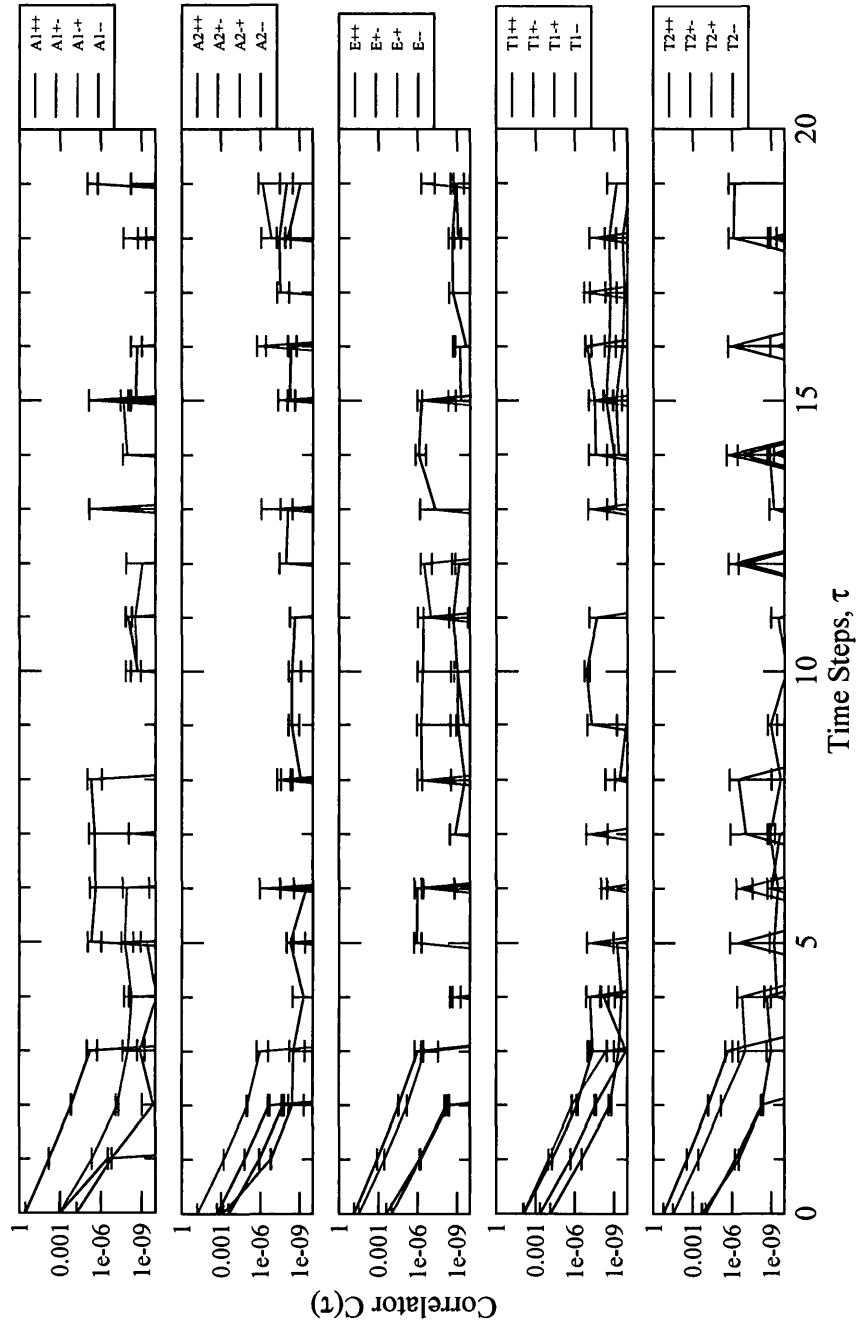 A1++
A1+-
A1-+
A1--
1
0.001
1e-06
1e-09
A2++
A2+-
A2-+
A2--
1
0.001
1e-06
1e-09
E++
E+-
E-+
E--
1
0.001
1e-06
1e-09
T1++
T1+-
T1-+
T1--
1
0.001
1e-06
1e-09
T2++
T2+-
T2-+
T2--
1
0.001
1e-06
1e-09
0
5
10
15
20
Time Steps, τ
Correlator C(τ)